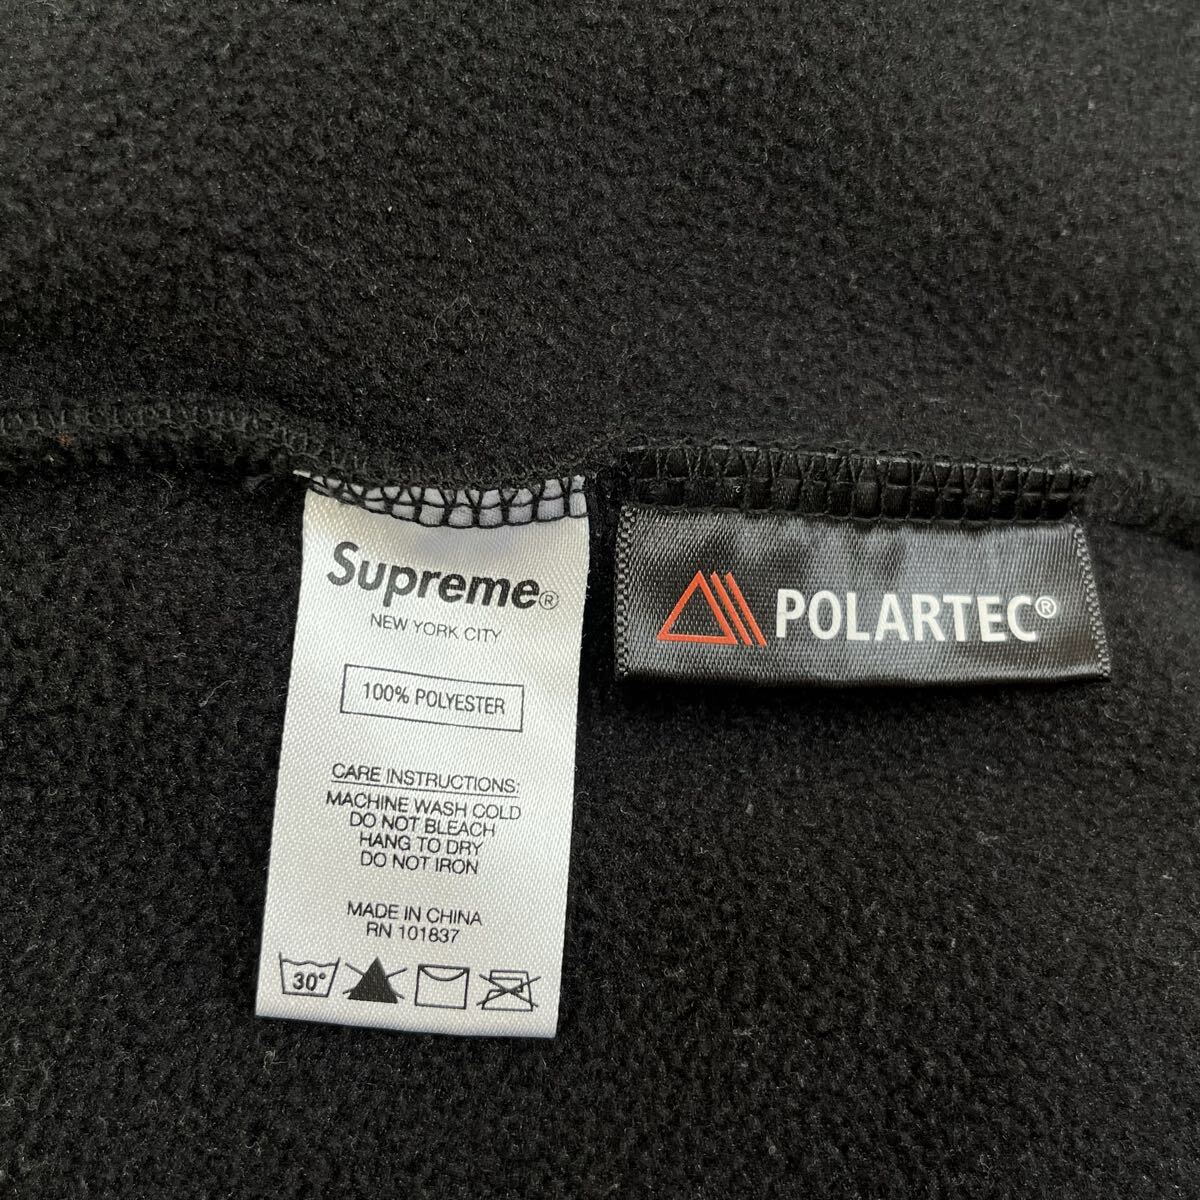 Supreme®
NEW YORK CITY
100% POLYESTER
CARE INSTRUCTIONS:
MACHINE WASH COLD
DO NOT BLEACH
HANG TO DRY
DO NOT IRON
MADE IN CHINA
RN 101837
30°
POLARTEC®